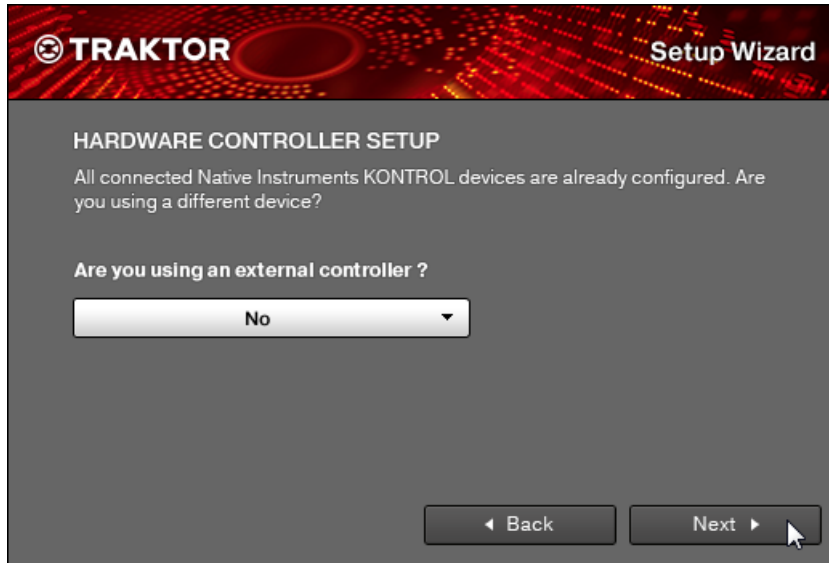 TRAKTOR
Setup Wizard
HARDWARE CONTROLLER SETUP
All connected Native Instruments KONTROL devices are already configured. Are
you using a different device?
Are you using an external controller ?
No
Back
Next